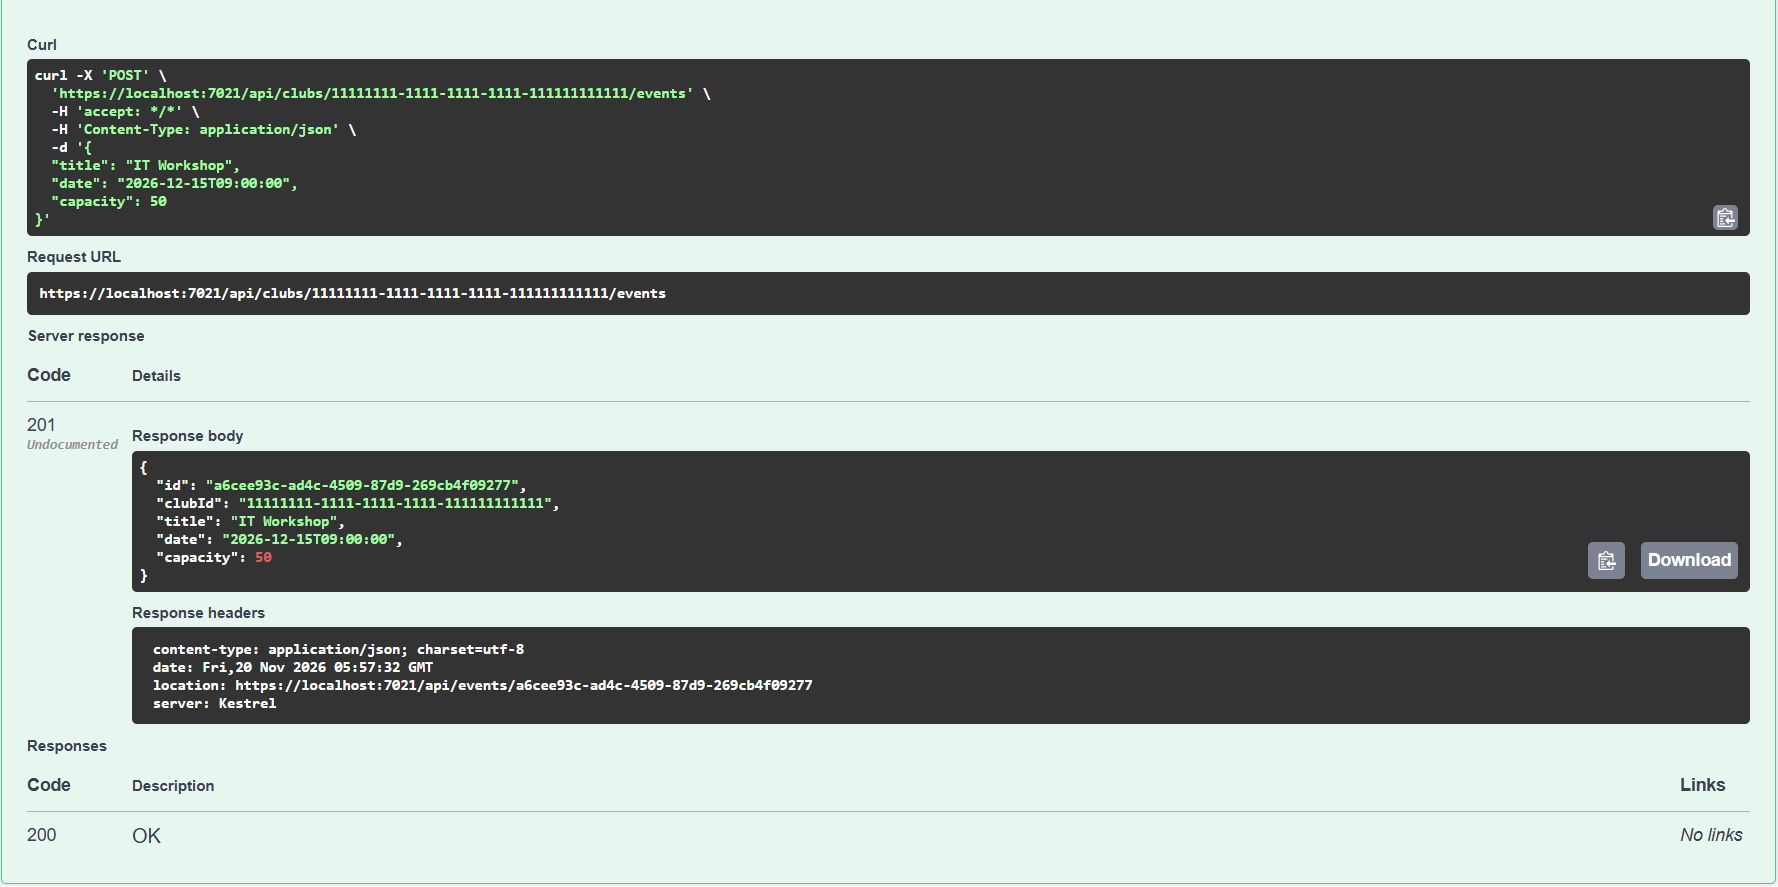 Curl
curl -X 'POST' \
  'https://localhost:7021/api/clubs/11111111-1111-1111-1111-111111111111/events' \
  -H 'accept: */*' \
  -H 'Content-Type: application/json' \
  -d '{
  "title": "IT Workshop",
  "date": "2026-12-15T09:00:00",
  "capacity": 50
}'
Request URL
https://localhost:7021/api/clubs/11111111-1111-1111-1111-111111111111/events
Server response
Code Details
201
Undocumented
Response body
{
  "id": "a6cee93c-ad4c-4509-87d9-269cb4f09277",
  "clubId": "11111111-1111-1111-1111-111111111111",
  "title": "IT Workshop",
  "date": "2026-12-15T09:00:00",
  "capacity": 50
}
Download
Response headers
content-type: application/json; charset=utf-8
date: Fri,20 Nov 2026 05:57:32 GMT
location: https://localhost:7021/api/events/a6cee93c-ad4c-4509-87d9-269cb4f09277
server: Kestrel
Responses
Code Description Links
200 OK No links